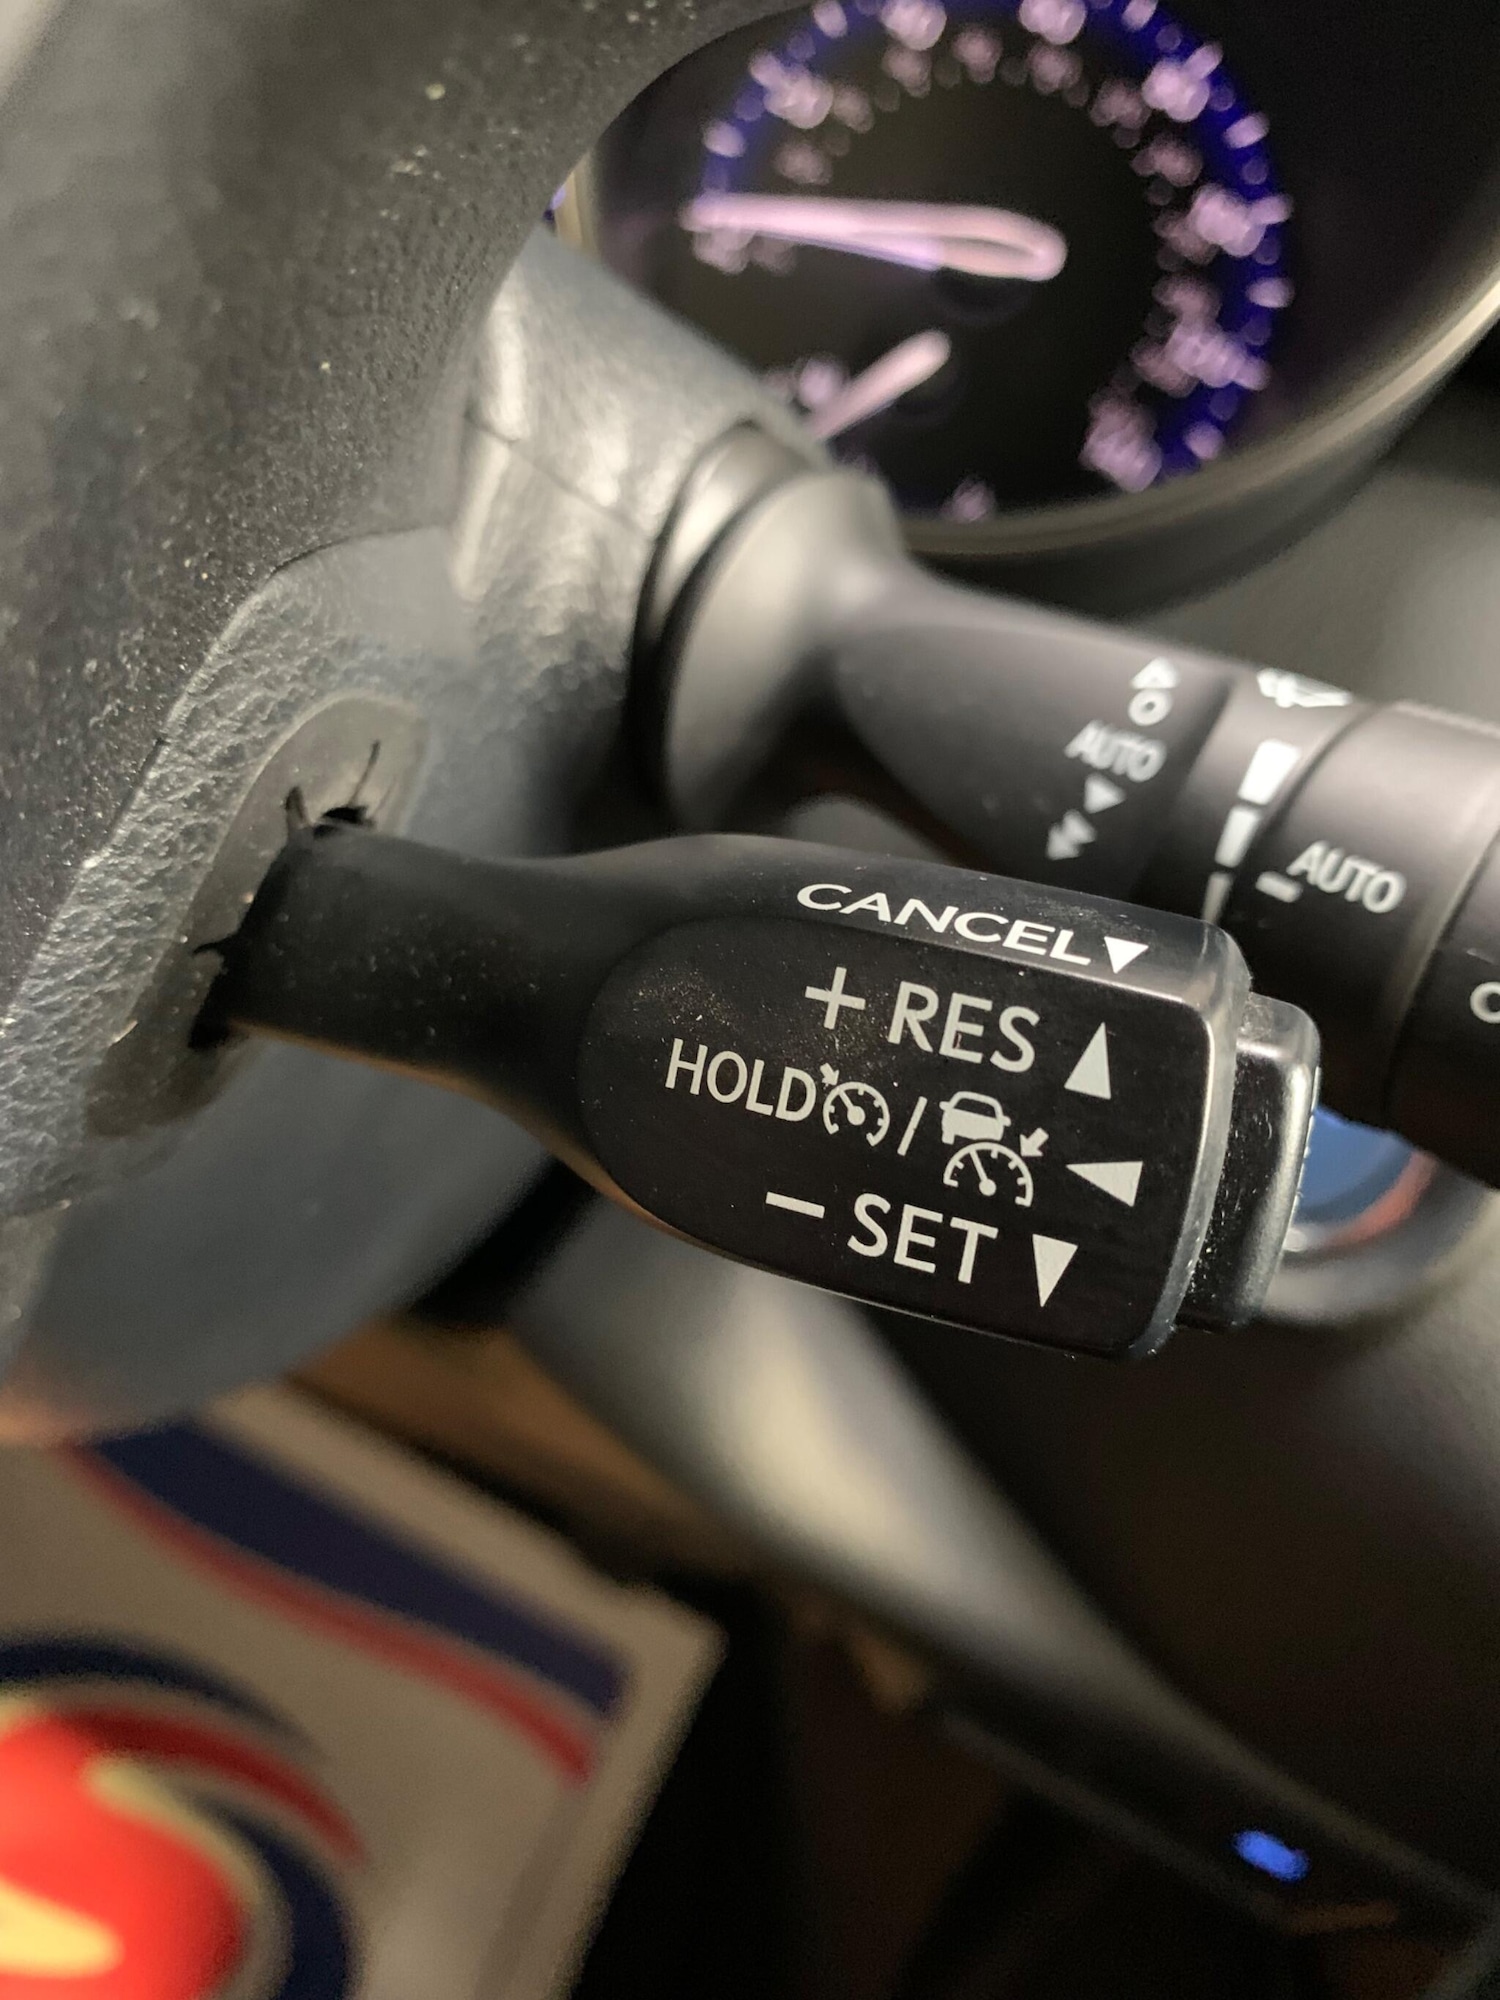 AUTO
AUTO
CANCEL
+ RES
HOLD /
− SET